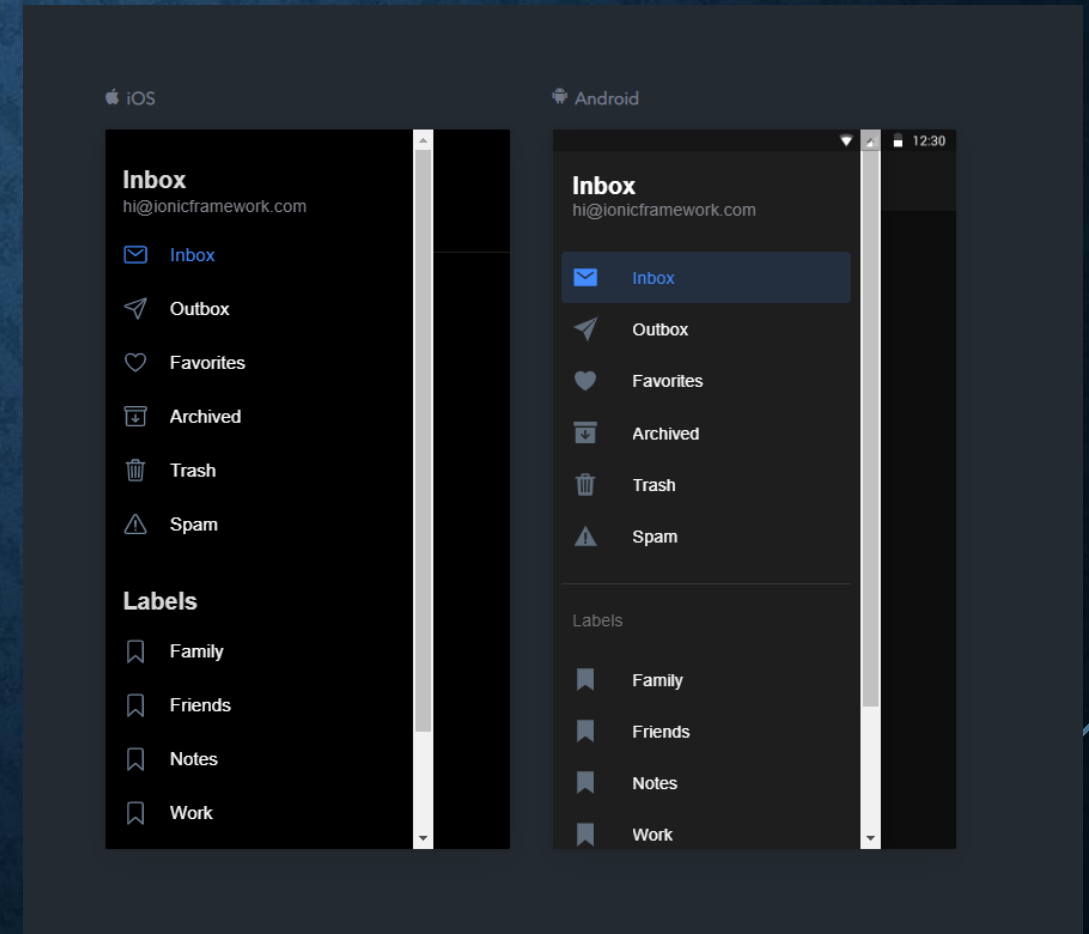 iOS
Inbox
hi@ionicframework.com
Inbox
Outbox
Favorites
Archived
Trash
Spam
Labels
Family
Friends
Notes
Work
Android
12:30
Inbox
hi@ionicframework.com
Inbox
Outbox
Favorites
Archived
Trash
Spam
Labels
Family
Friends
Notes
Work